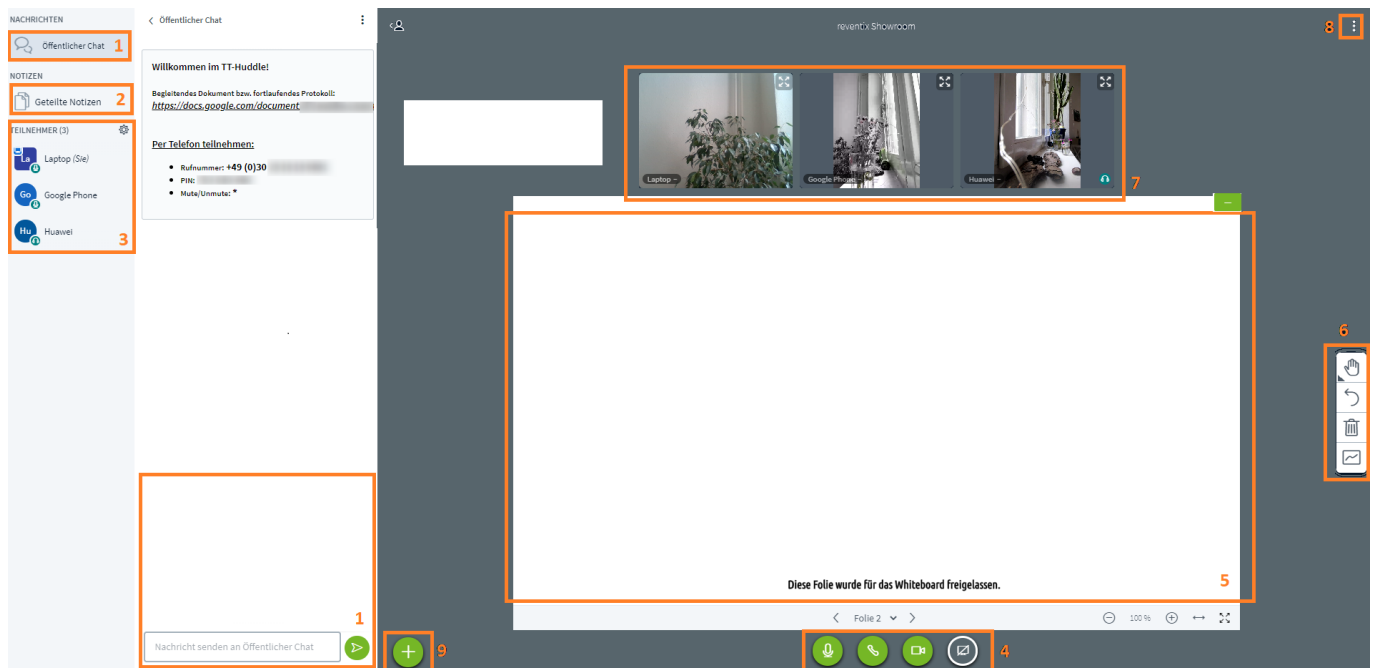 NACHRICHTEN
Öffentlicher Chat 1
NOTIZEN
Geteilte Notizen 2
TEILNEHMER (3)
La Laptop (Sie)
Go Google Phone
Hu Huawei
3
Öffentlicher Chat
Willkommen im TT-Huddle!
Begleitendes Dokument bzw. fortlaufendes Protokoll:
https://docs.google.com/document
Per Telefon teilnehmen:
• Rufnummer: +49 (0)30
• PIN:
• Mute/Unmute: *
1
Nachricht senden an Öffentlicher Chat
reventix Showroom
8
Laptop
Google Phone
Huawei
7
6
Diese Folie wurde für das Whiteboard freigelassen.
5
Folie 2
100 %
9
4